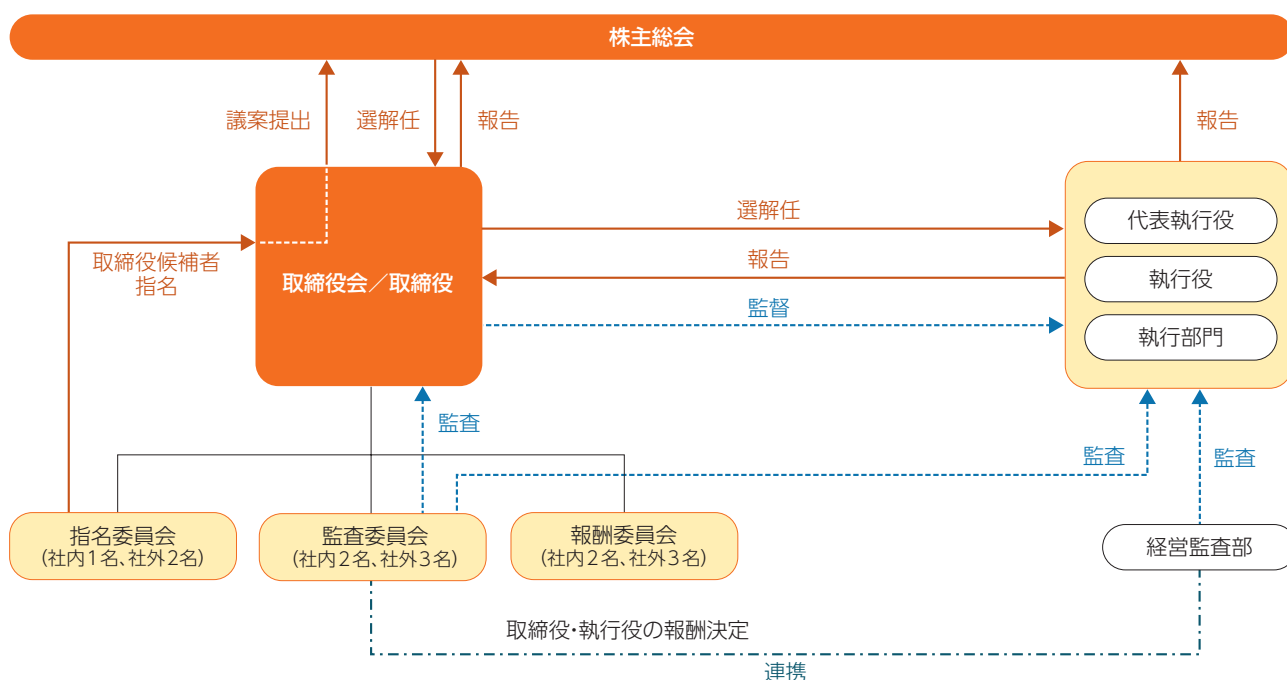 株主総会
議案提出
選解任
報告
報告
取締役候補者
指名
取締役会／取締役
選解任
報告
監督
代表執行役
執行役
執行部門
監査
監査
監査
指名委員会
(社内1名、社外2名)
監査委員会
(社内2名、社外3名)
報酬委員会
(社内2名、社外3名)
経営監査部
取締役・執行役の報酬決定
連携